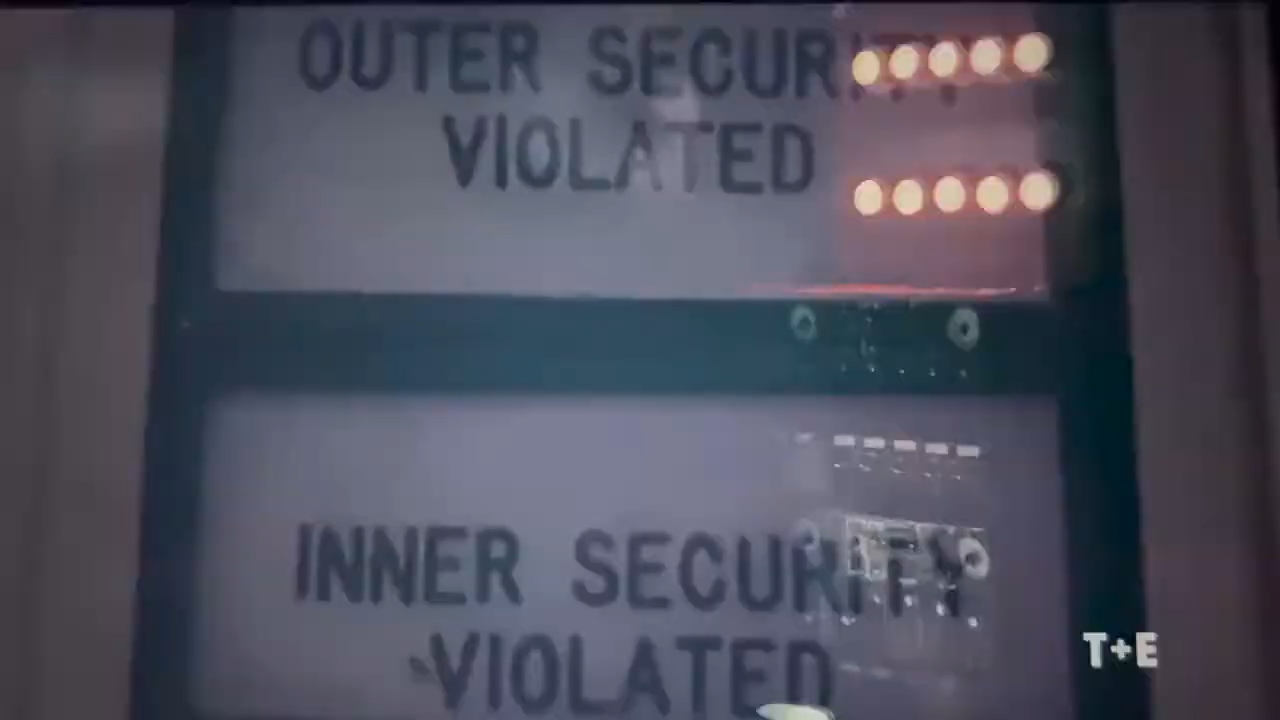 OUTER SECURITY
VIOLATED
INNER SECURITY
VIOLATED
T+E